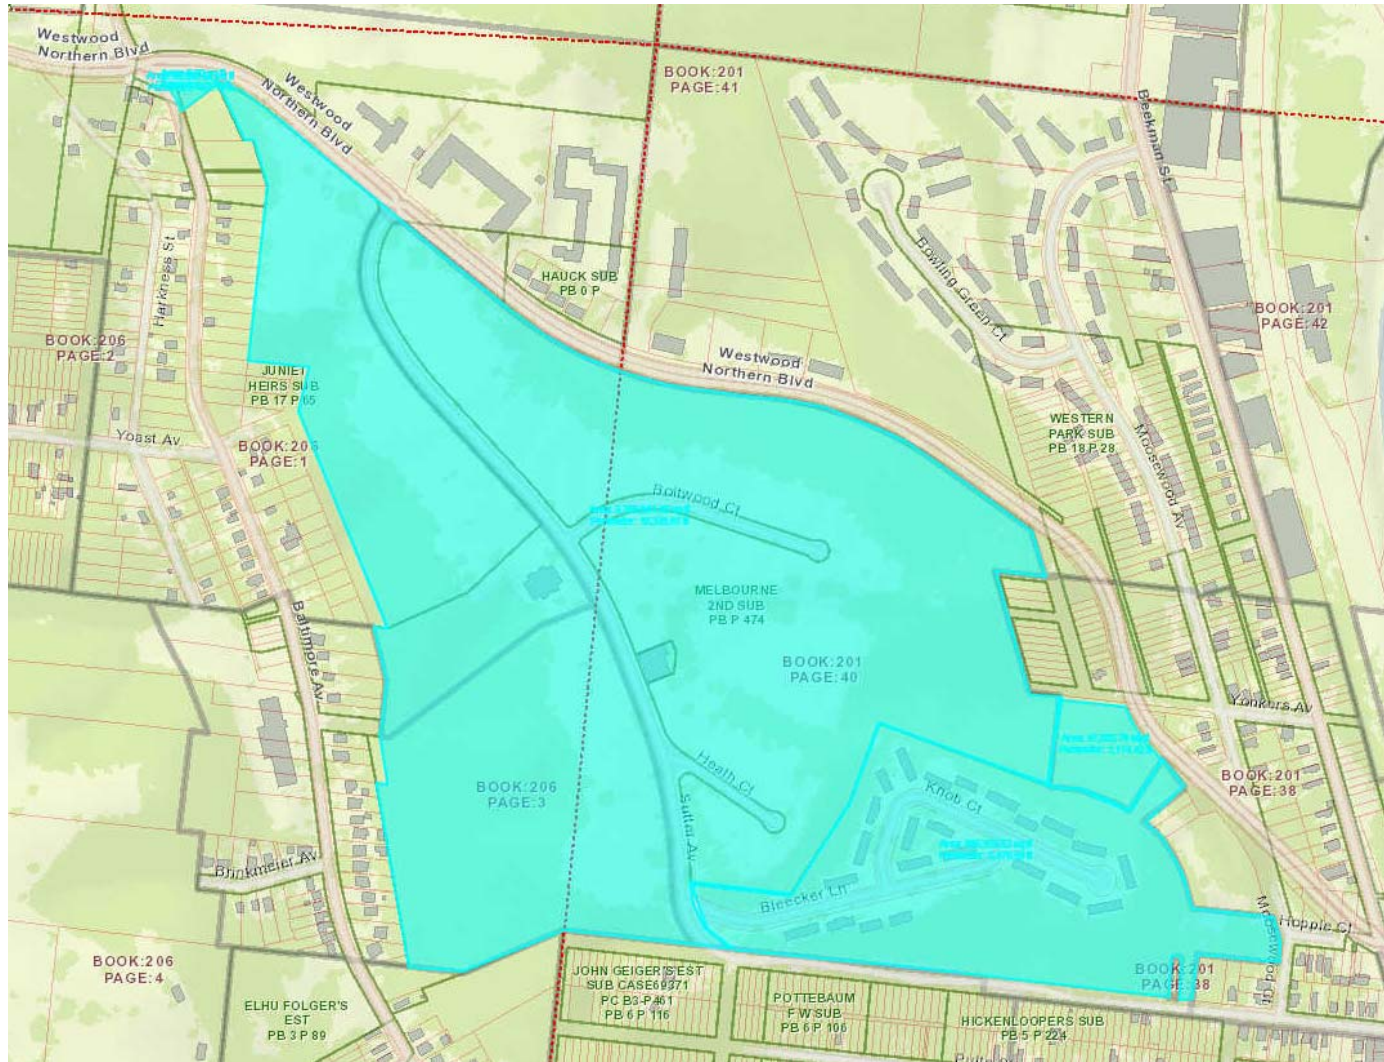 Westwood
Northern Blvd
Westwood
Northern Blvd
BOOK:201
PAGE:41
Beekman St
Harkness St
HAUCK SUB
PB 0 P
Bowling Green Ct
BOOK:201
PAGE:42
BOOK:206
PAGE:2
Westwood
Northern Blvd
JUNIET
HEIRS SUB
PB 17 P 65
WESTERN
PARK SUB
PB 18 P 28
Moosewood Av
Yoast Av
BOOK:206
PAGE:1
Boltwood Ct
MELBOURNE
2ND SUB
PB P 474
Baltimore Av
BOOK:201
PAGE:40
Yonkers Av
Heath Ct
BOOK:206
PAGE:3
Knob Ct
BOOK:201
PAGE:38
Sutter Av
Brinkmeier Av
Bleecker Ln
Hopple Ct
BOOK:206
PAGE:4
JOHN GEIGER'S EST
SUB CASE69371
PC B3-P461
PB 6 P 116
BOOK:201
PAGE:38
ELHU FOLGER'S
EST
PB 3 P 89
POTTEBAUM
F W SUB
PB 6 P 106
HICKENLOOPERS SUB
PB 5 P 224